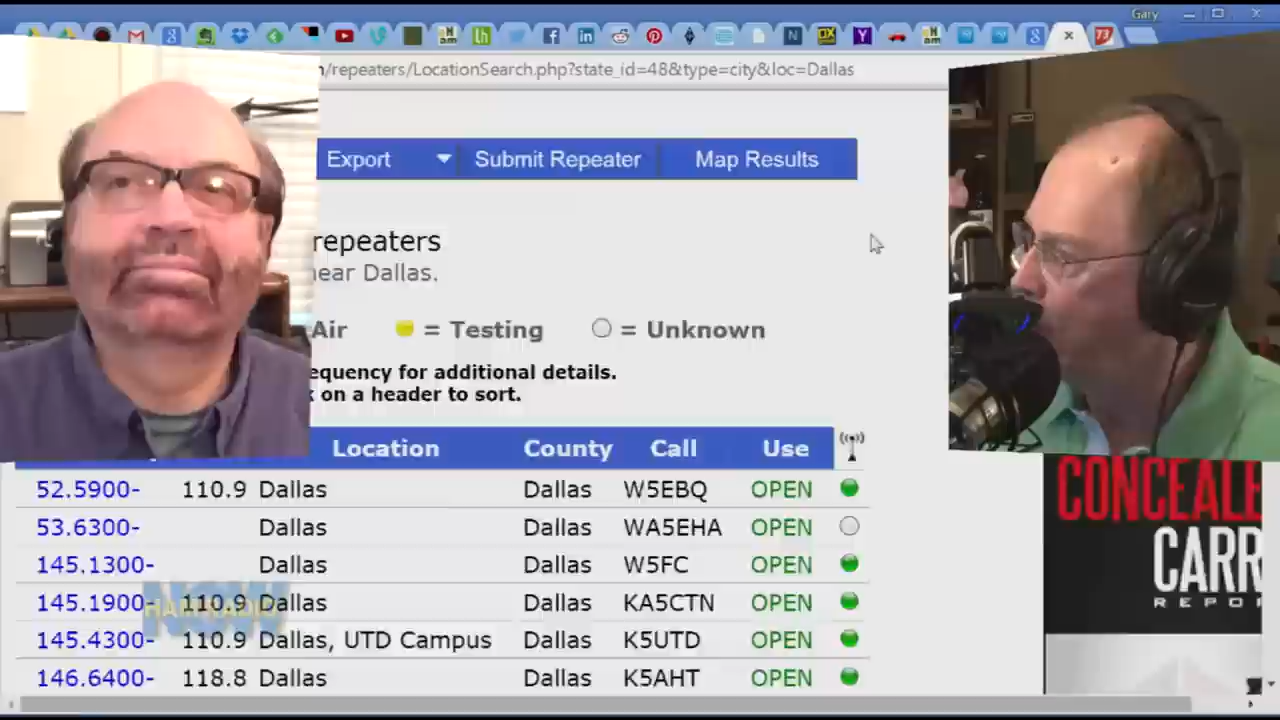 Gary
/repeaters/LocationSearch.php?state_id=48&type=city&loc=Dallas
Export Submit Repeater Map Results
repeaters
near Dallas.
Air = Testing = Unknown
equency for additional details.
k on a header to sort.
Location County Call Use
52.5900- 110.9 Dallas Dallas W5EBQ OPEN
53.6300- Dallas Dallas WA5EHA OPEN
145.1300- Dallas Dallas W5FC OPEN
145.1900- 110.9 Dallas Dallas KA5CTN OPEN
145.4300- 110.9 Dallas, UTD Campus Dallas K5UTD OPEN
146.6400- 118.8 Dallas Dallas K5AHT OPEN
HAM RADIO
NOW
CONCEALE
CARR
REPO
73